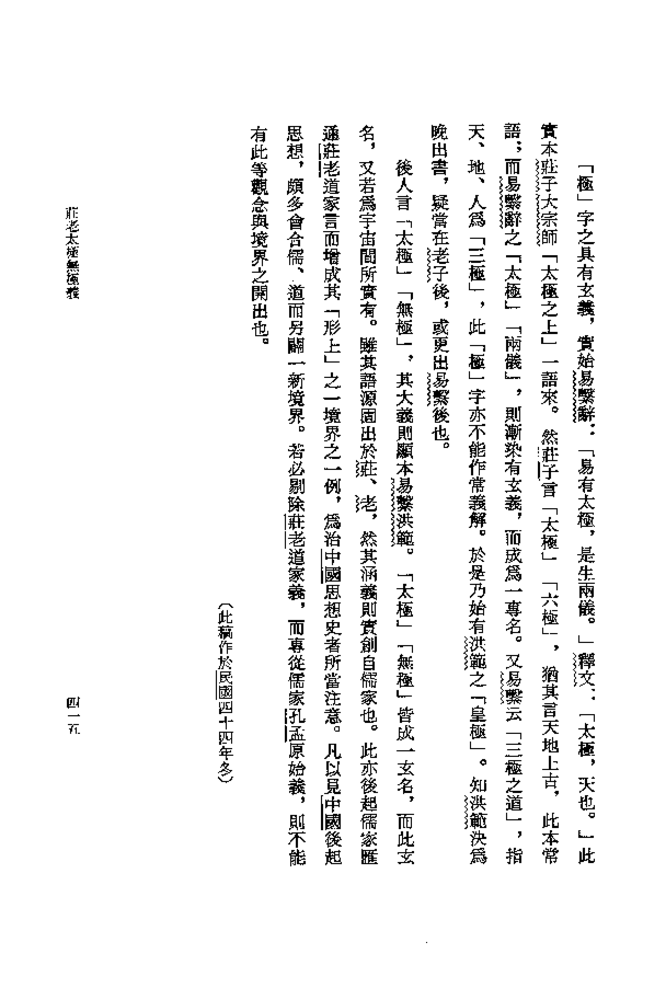 「極」字之具有玄義，實始易繫辭：「易有太極，是生兩儀。」釋文：「太極，天也。」此
實本莊子大宗師「太極之上」一語來。然莊子言「太極」「六極」，猶其言天地上古，此本常
語；而易繫辭之「太極」「兩儀」，則漸染有玄義，而成爲一專名。又易繫云「三極之道」，指
天、地、人爲「三極」，此「極」字亦不能作常義解。於是乃始有洪範之「皇極」。知洪範決爲
晚出書，疑當在老子後，或更出易繫後也。
後人言「太極」「無極」，其大義則顯本易繫洪範。「太極」「無極」皆成一玄名，而此玄
名，又若爲宇宙間所實有。雖其語源固出於莊、老，然其涵義則實創自儒家也。此亦後起儒家匯
通莊老道家言而增成其「形上」之一境界之一例，爲治中國思想史者所當注意。凡以見中國後起
思想，頗多會合儒、道而另闢一新境界。若必剔除莊老道家義，而專從儒家孔孟原始義，則不能
有此等觀念與境界之開出也。
（此稿作於民國四十四年冬）
莊老太極無極義
四一五